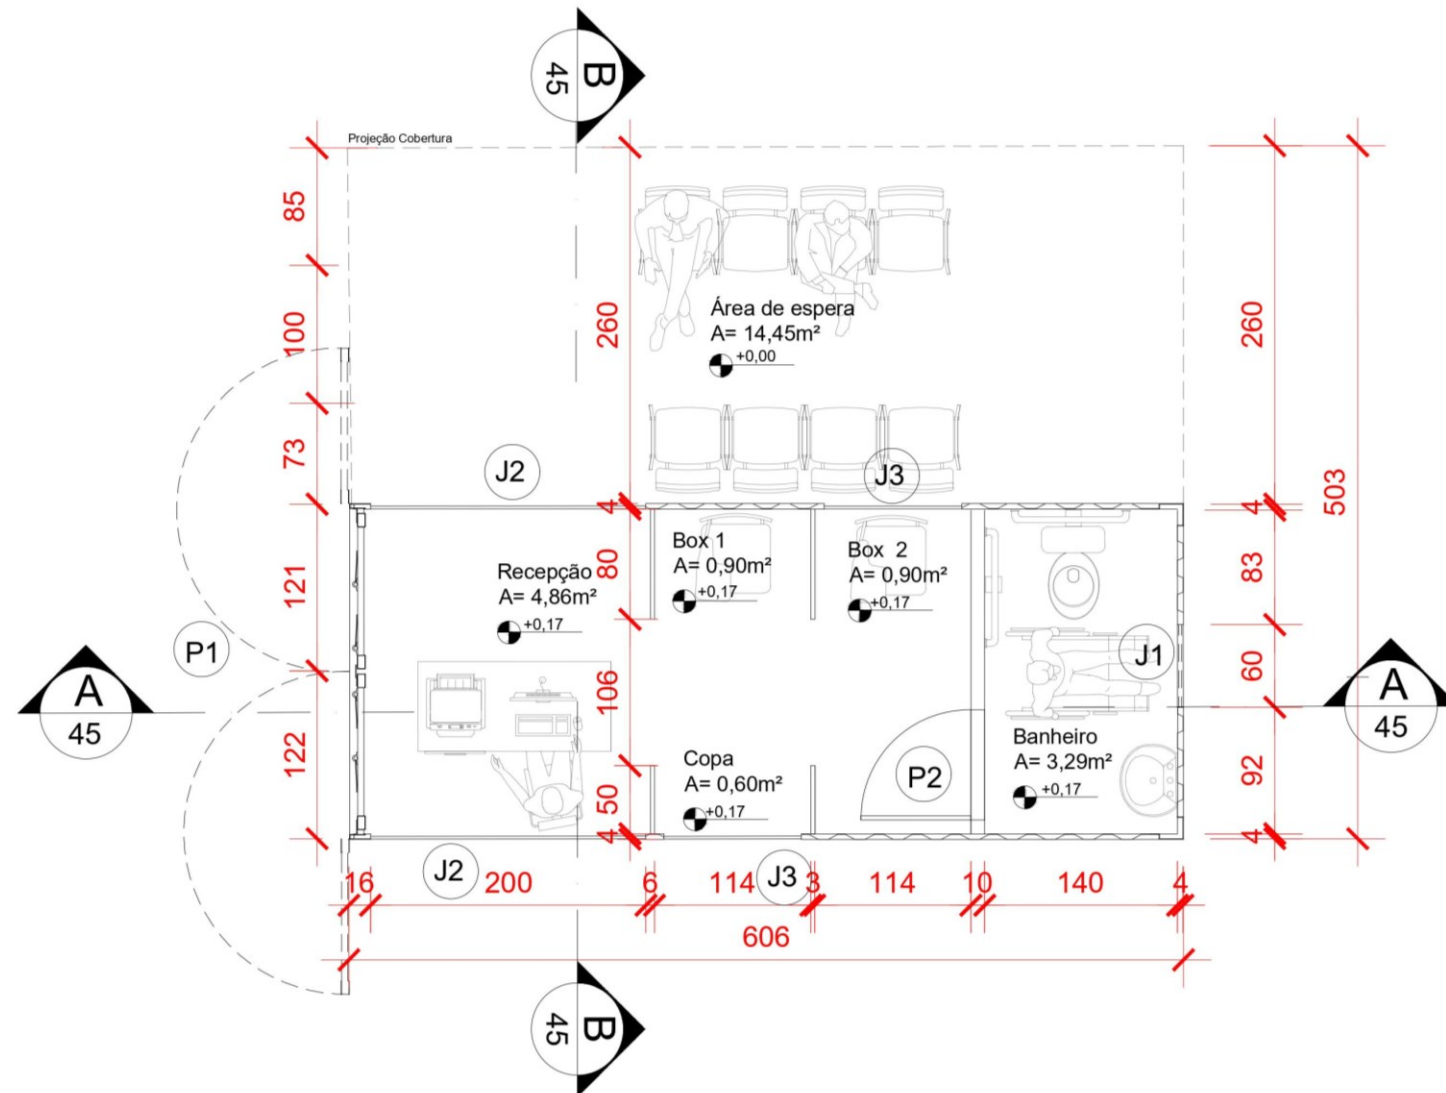 B
45
Projeção Cobertura
85
100
73
121
122
260
260
503
Área de espera
A= 14,45m²
+0,00
J2
J3
4
4
80
83
Recepção
A= 4,86m²
+0,17
Box 1
A= 0,90m²
+0,17
Box 2
A= 0,90m²
+0,17
P1
J1
60
A
45
A
45
106
Banheiro
A= 3,29m²
+0,17
92
Copa
A= 0,60m²
+0,17
P2
50
4
4
J2
J3
16
200
6
114
3
114
10
140
4
606
B
45